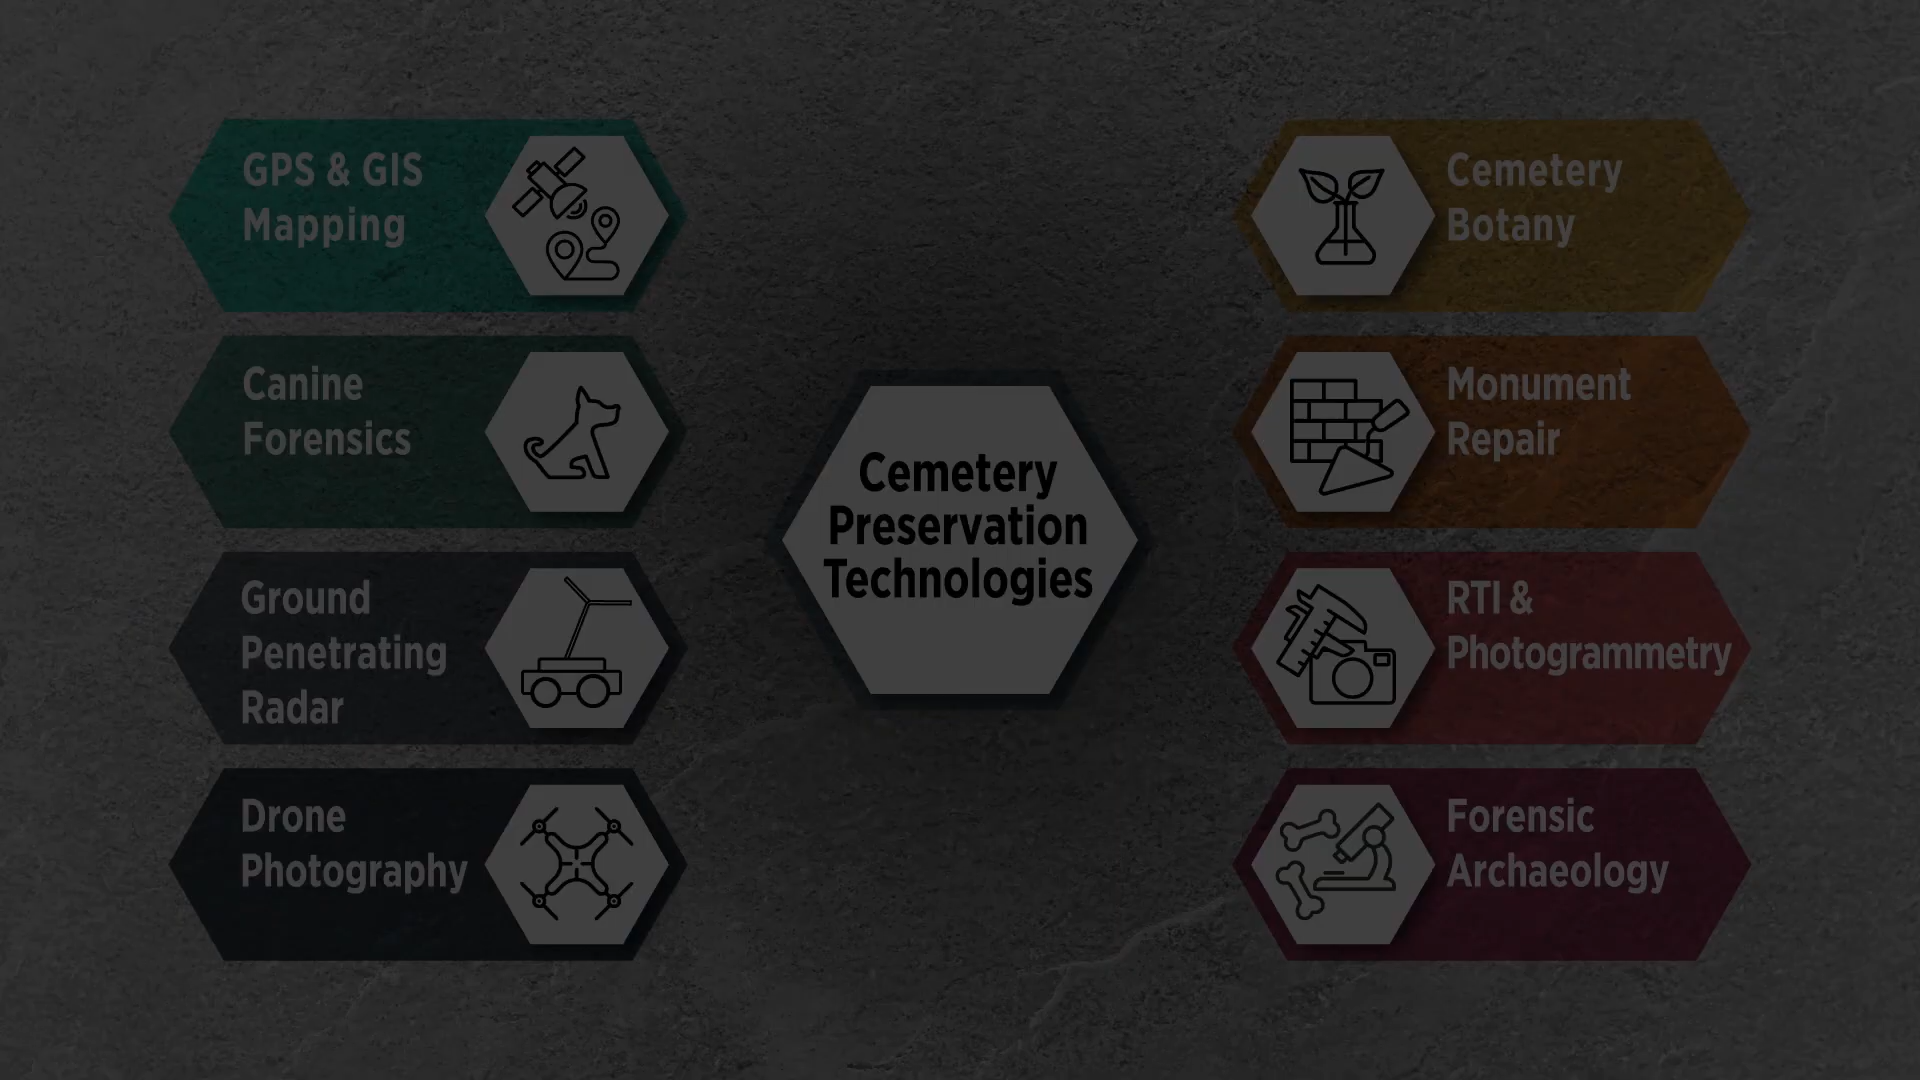 GPS & GIS
Mapping
Canine
Forensics
Ground
Penetrating
Radar
Drone
Photography
Cemetery
Preservation
Technologies
Cemetery
Botany
Monument
Repair
RTI &
Photogrammetry
Forensic
Archaeology